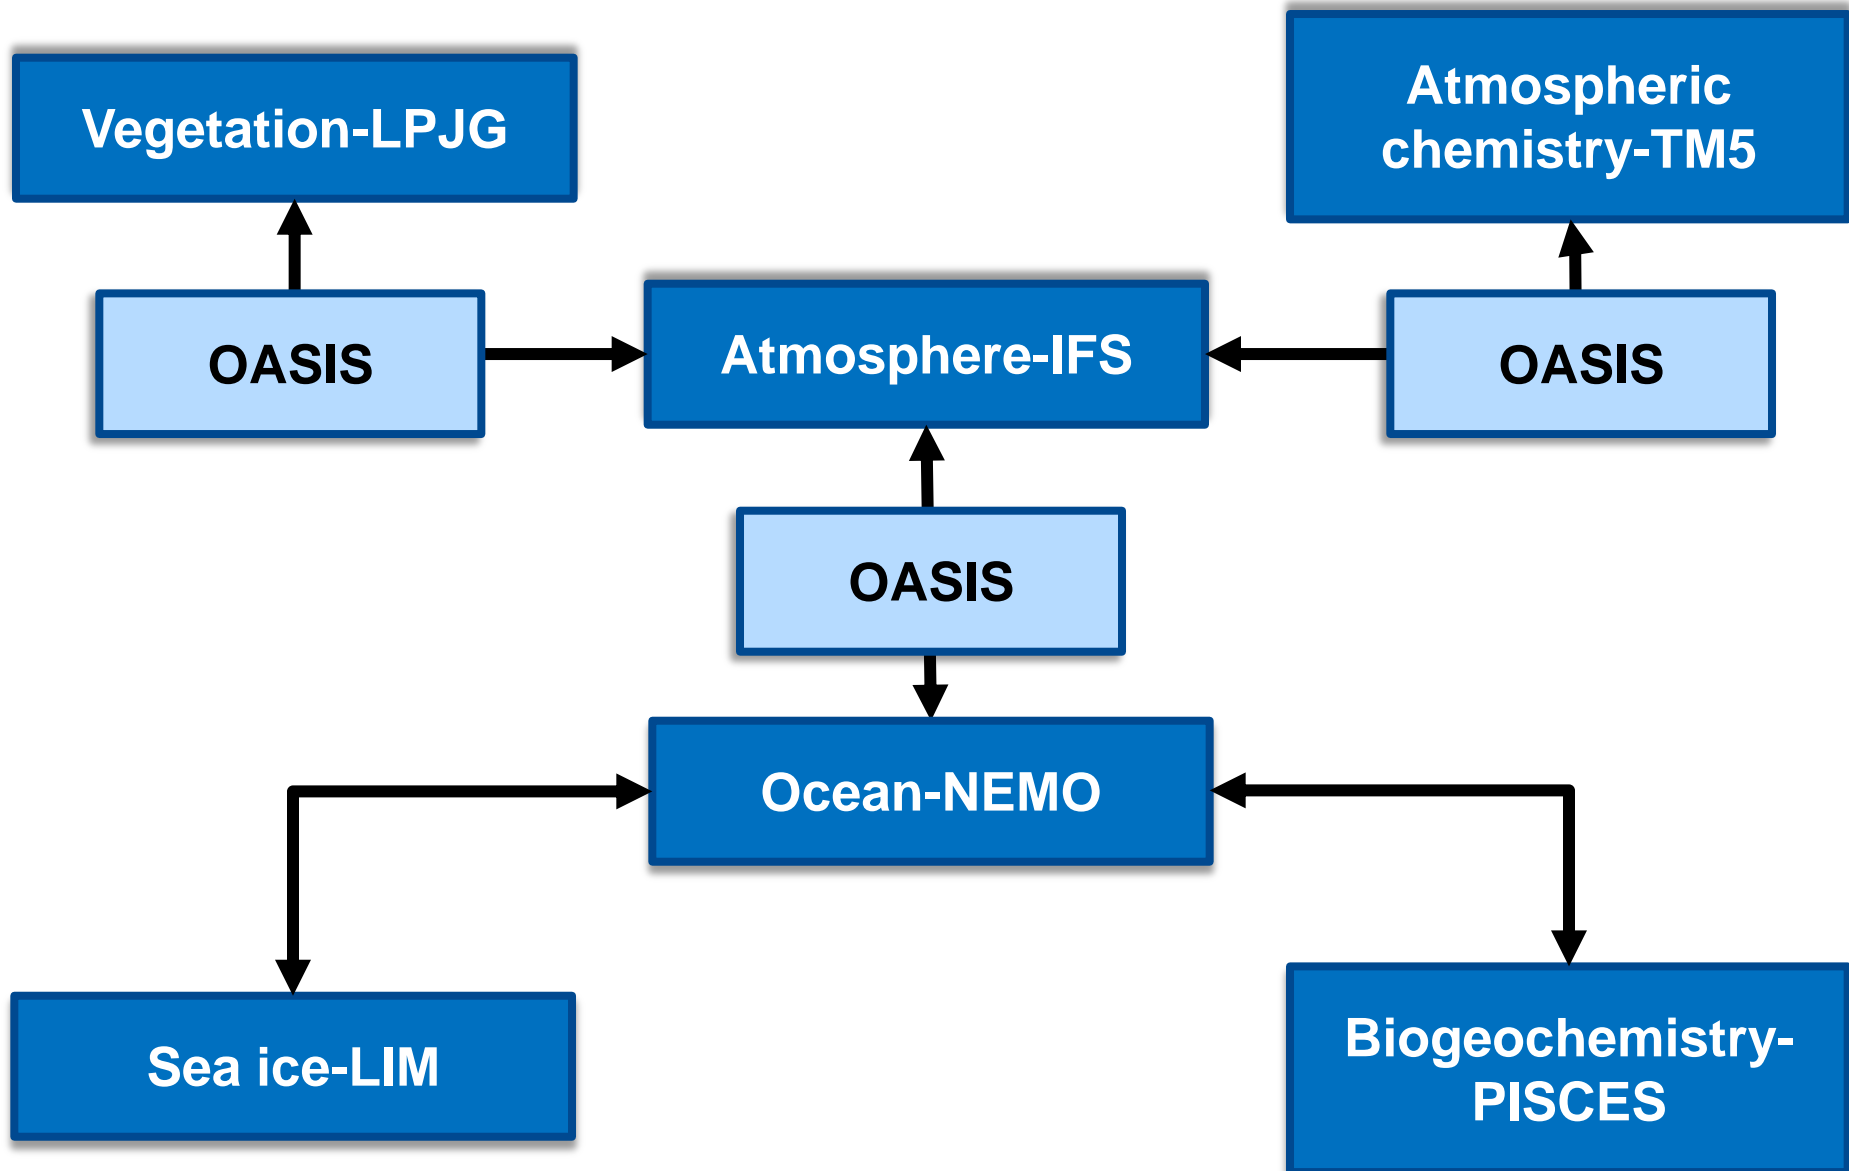 Vegetation-LPJG
Atmospheric
chemistry-TM5
OASIS
Atmosphere-IFS
OASIS
OASIS
Ocean-NEMO
Sea ice-LIM
Biogeochemistry-
PISCES